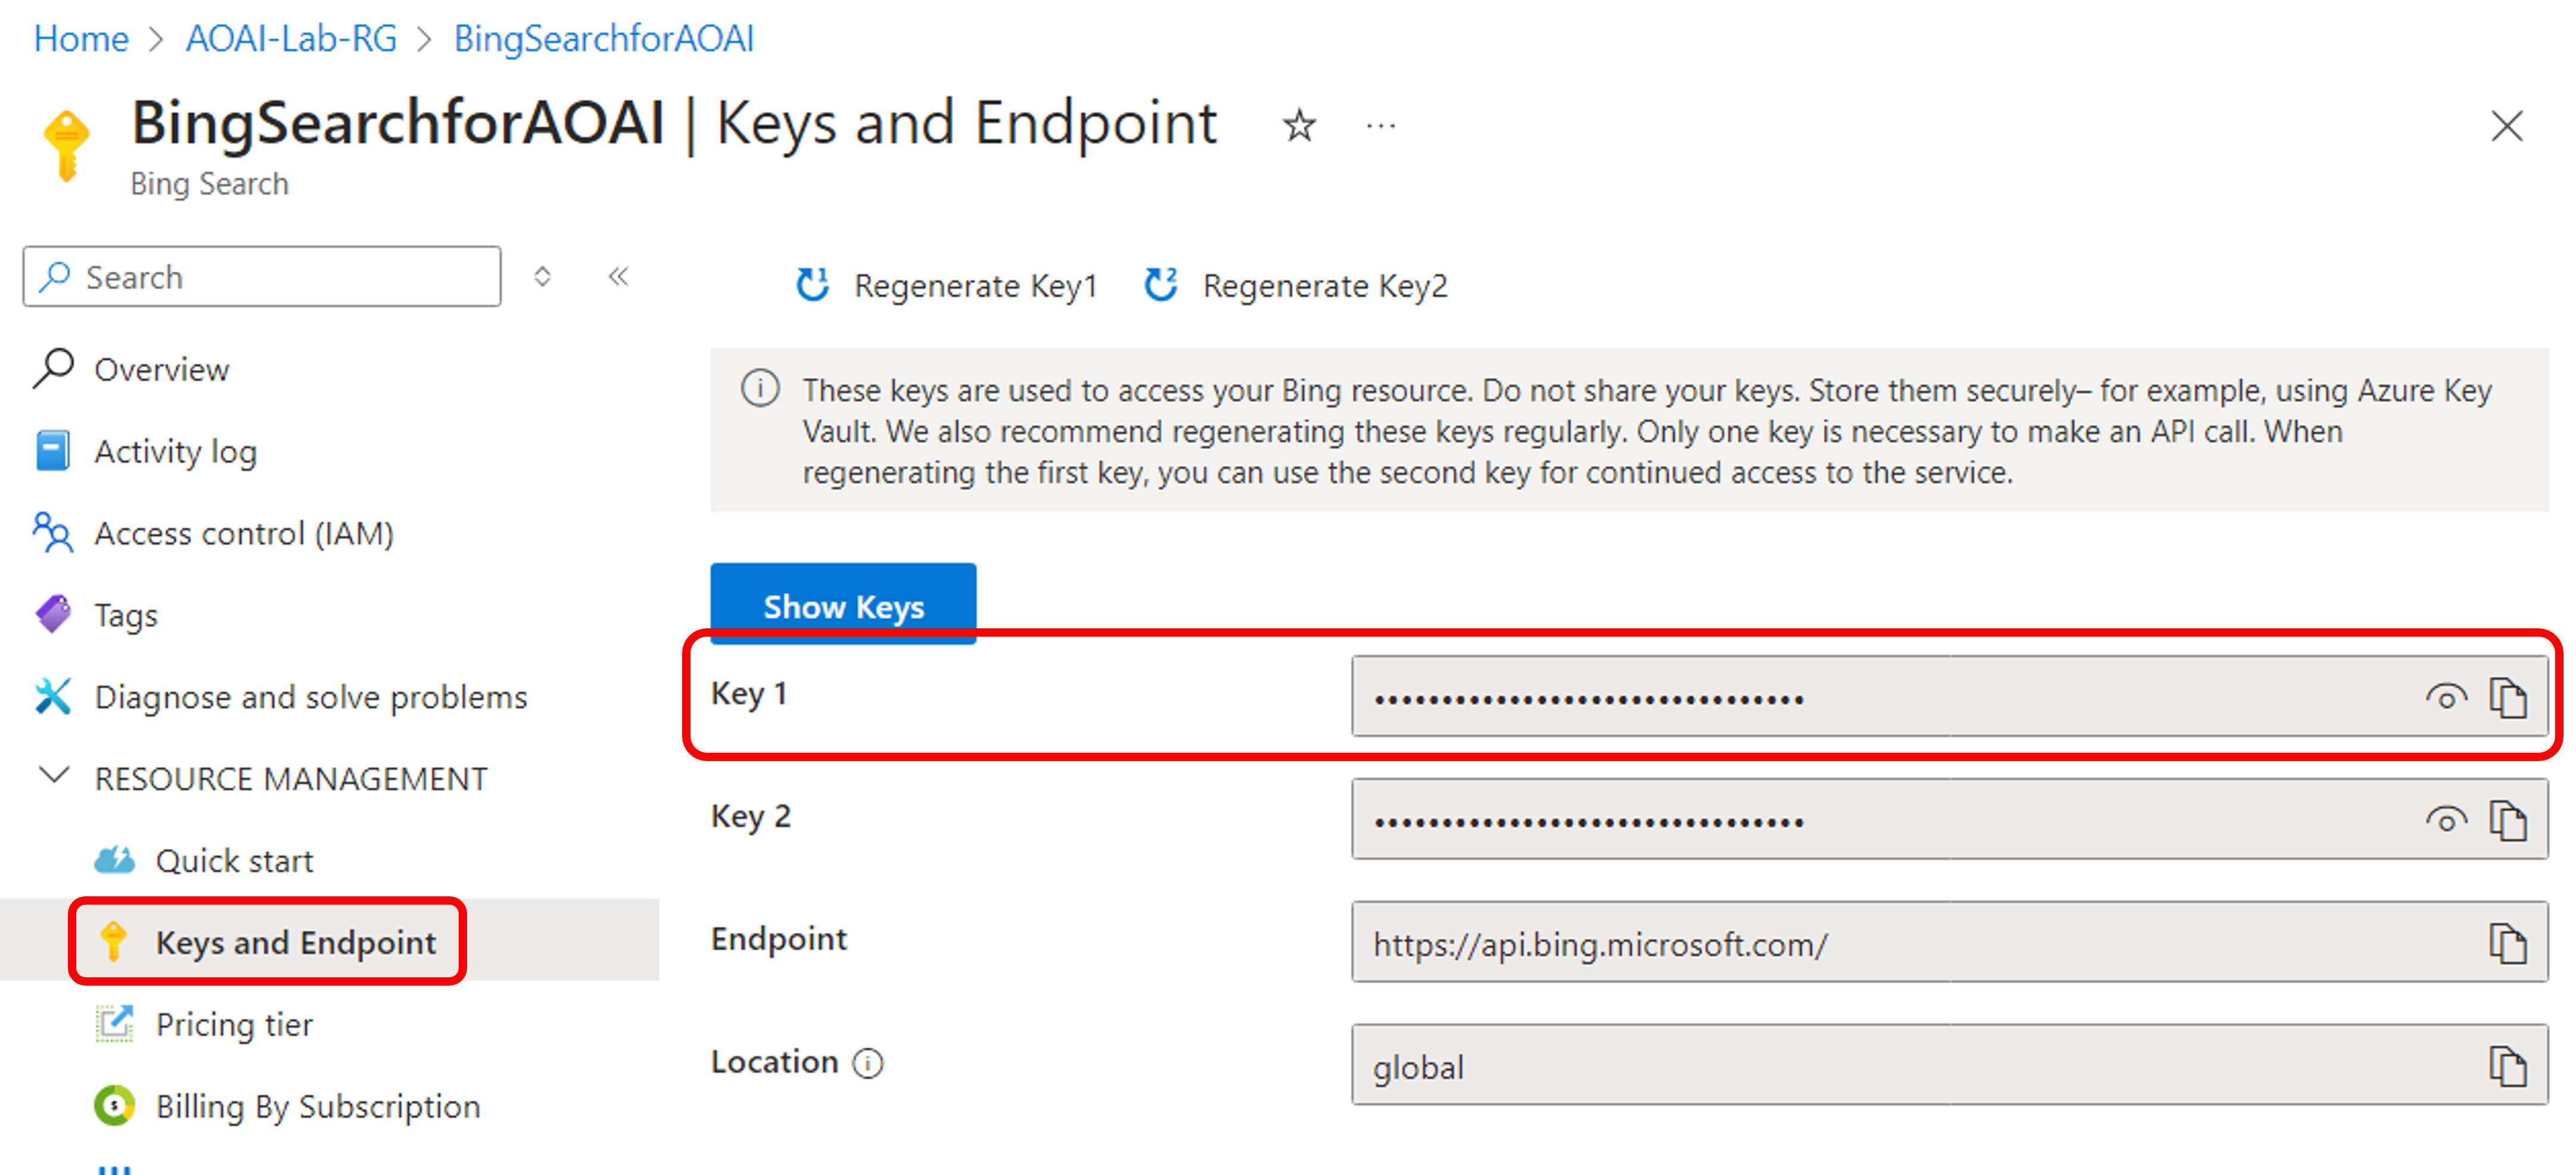 Home > AOAI-Lab-RG > BingSearchforAOAI
BingSearchforAOAI | Keys and Endpoint
Bing Search
Search
Overview
Activity log
Access control (IAM)
Tags
Diagnose and solve problems
RESOURCE MANAGEMENT
Quick start
Keys and Endpoint
Pricing tier
Billing By Subscription
Regenerate Key1
Regenerate Key2
These keys are used to access your Bing resource. Do not share your keys. Store them securely– for example, using Azure Key
Vault. We also recommend regenerating these keys regularly. Only one key is necessary to make an API call. When
regenerating the first key, you can use the second key for continued access to the service.
Show Keys
Key 1
Key 2
Endpoint
https://api.bing.microsoft.com/
Location
global